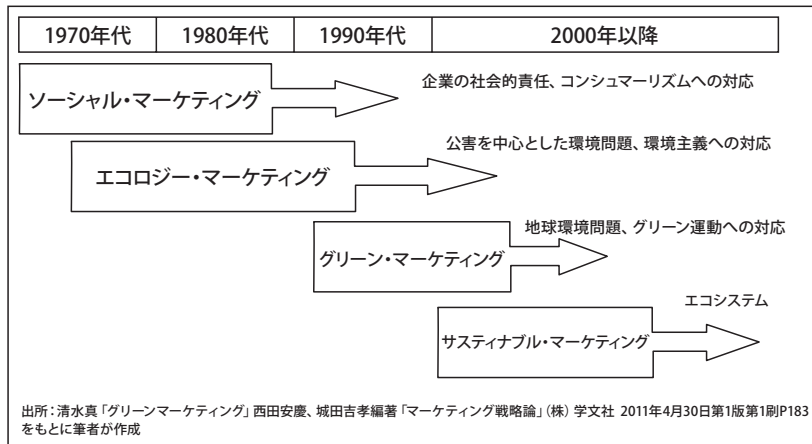 1970年代 1980年代 1990年代 2000年以降
ソーシャル・マーケティング
企業の社会的責任、コンシュマーリズムへの対応
エコロジー・マーケティング
公害を中心とした環境問題、環境主義への対応
グリーン・マーケティング
地球環境問題、グリーン運動への対応
サスティナブル・マーケティング
エコシステム
出所：清水真「グリーンマーケティング」西田安慶、城田吉孝編著「マーケティング戦略論」（株）学文社 2011年4月30日第1版第1刷P183
をもとに筆者が作成